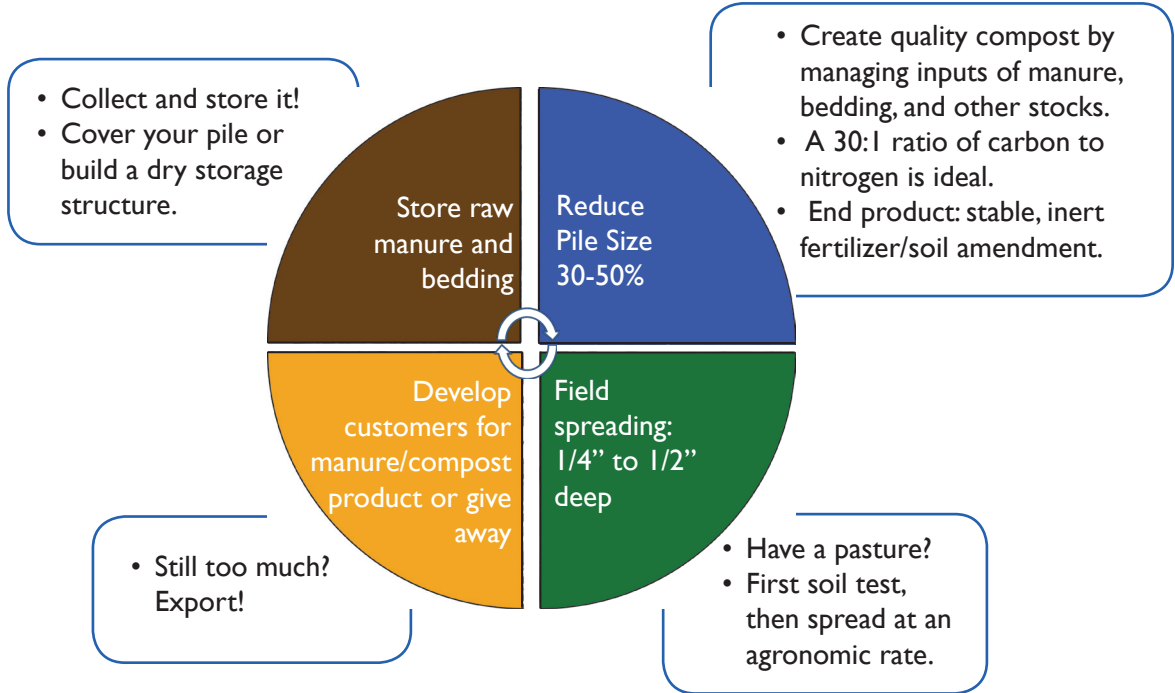 • Collect and store it!
• Cover your pile or
build a dry storage
structure.
Store raw
manure and
bedding
• Create quality compost by
managing inputs of manure,
bedding, and other stocks.
• A 30:1 ratio of carbon to
nitrogen is ideal.
• End product: stable, inert
fertilizer/soil amendment.
Reduce
Pile Size
30-50%
Field
spreading:
1/4” to 1/2”
deep
• Have a pasture?
• First soil test,
then spread at an
agronomic rate.
Develop
customers for
manure/compost
product or give
away
• Still too much?
Export!